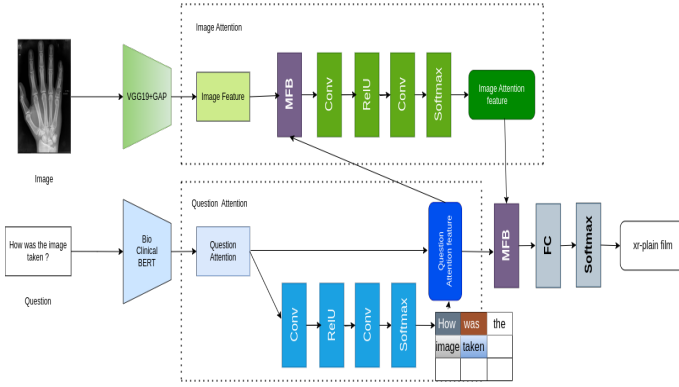 Image Attention
VGG19+GAP
Image Feature
MFB
Conv
RelU
Conv
Softmax
Image Attention
feature
Image
Question Attention
How was the image
taken ?
Bio
Clinical
BERT
Question
Attention
Question
Attention feature
MFB
FC
Softmax
xr-plain film
Question
Conv
RelU
Conv
Softmax
How was the
image taken